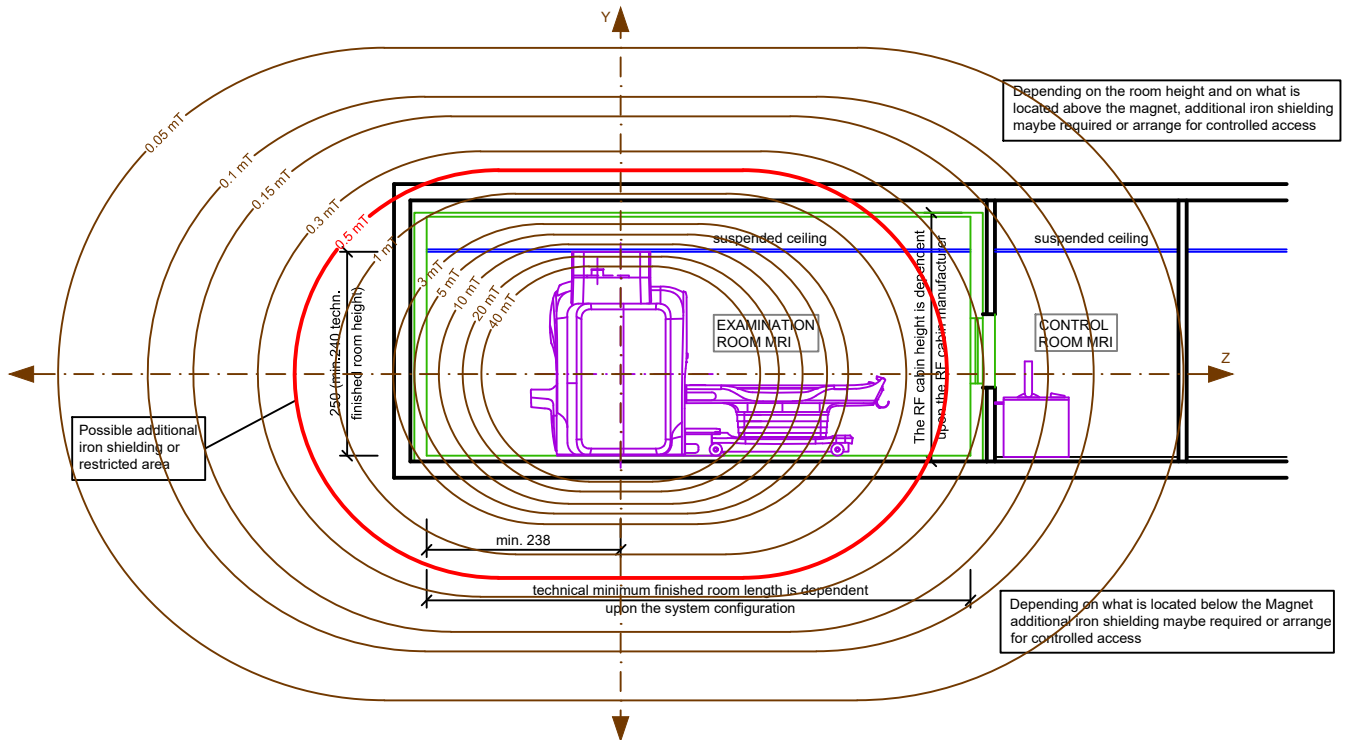 Y
Depending on the room height and on what is
located above the magnet, additional iron shielding
maybe required or arrange for controlled access
0.05 mT
0.1 mT
0.15 mT
0.3 mT
0.5 mT
1 mT
3 mT
5 mT
10 mT
20 mT
40 mT
suspended ceiling
suspended ceiling
250 (min.240 techn.
finished room height)
EXAMINATION
ROOM MRI
The RF cabin height is dependent
upon the RF cabin manufacturer
CONTROL
ROOM MRI
Z
Possible additional
iron shielding or
restricted area
min. 238
technical minimum finished room length is dependent
upon the system configuration
Depending on what is located below the Magnet
additional iron shielding maybe required or arrange
for controlled access